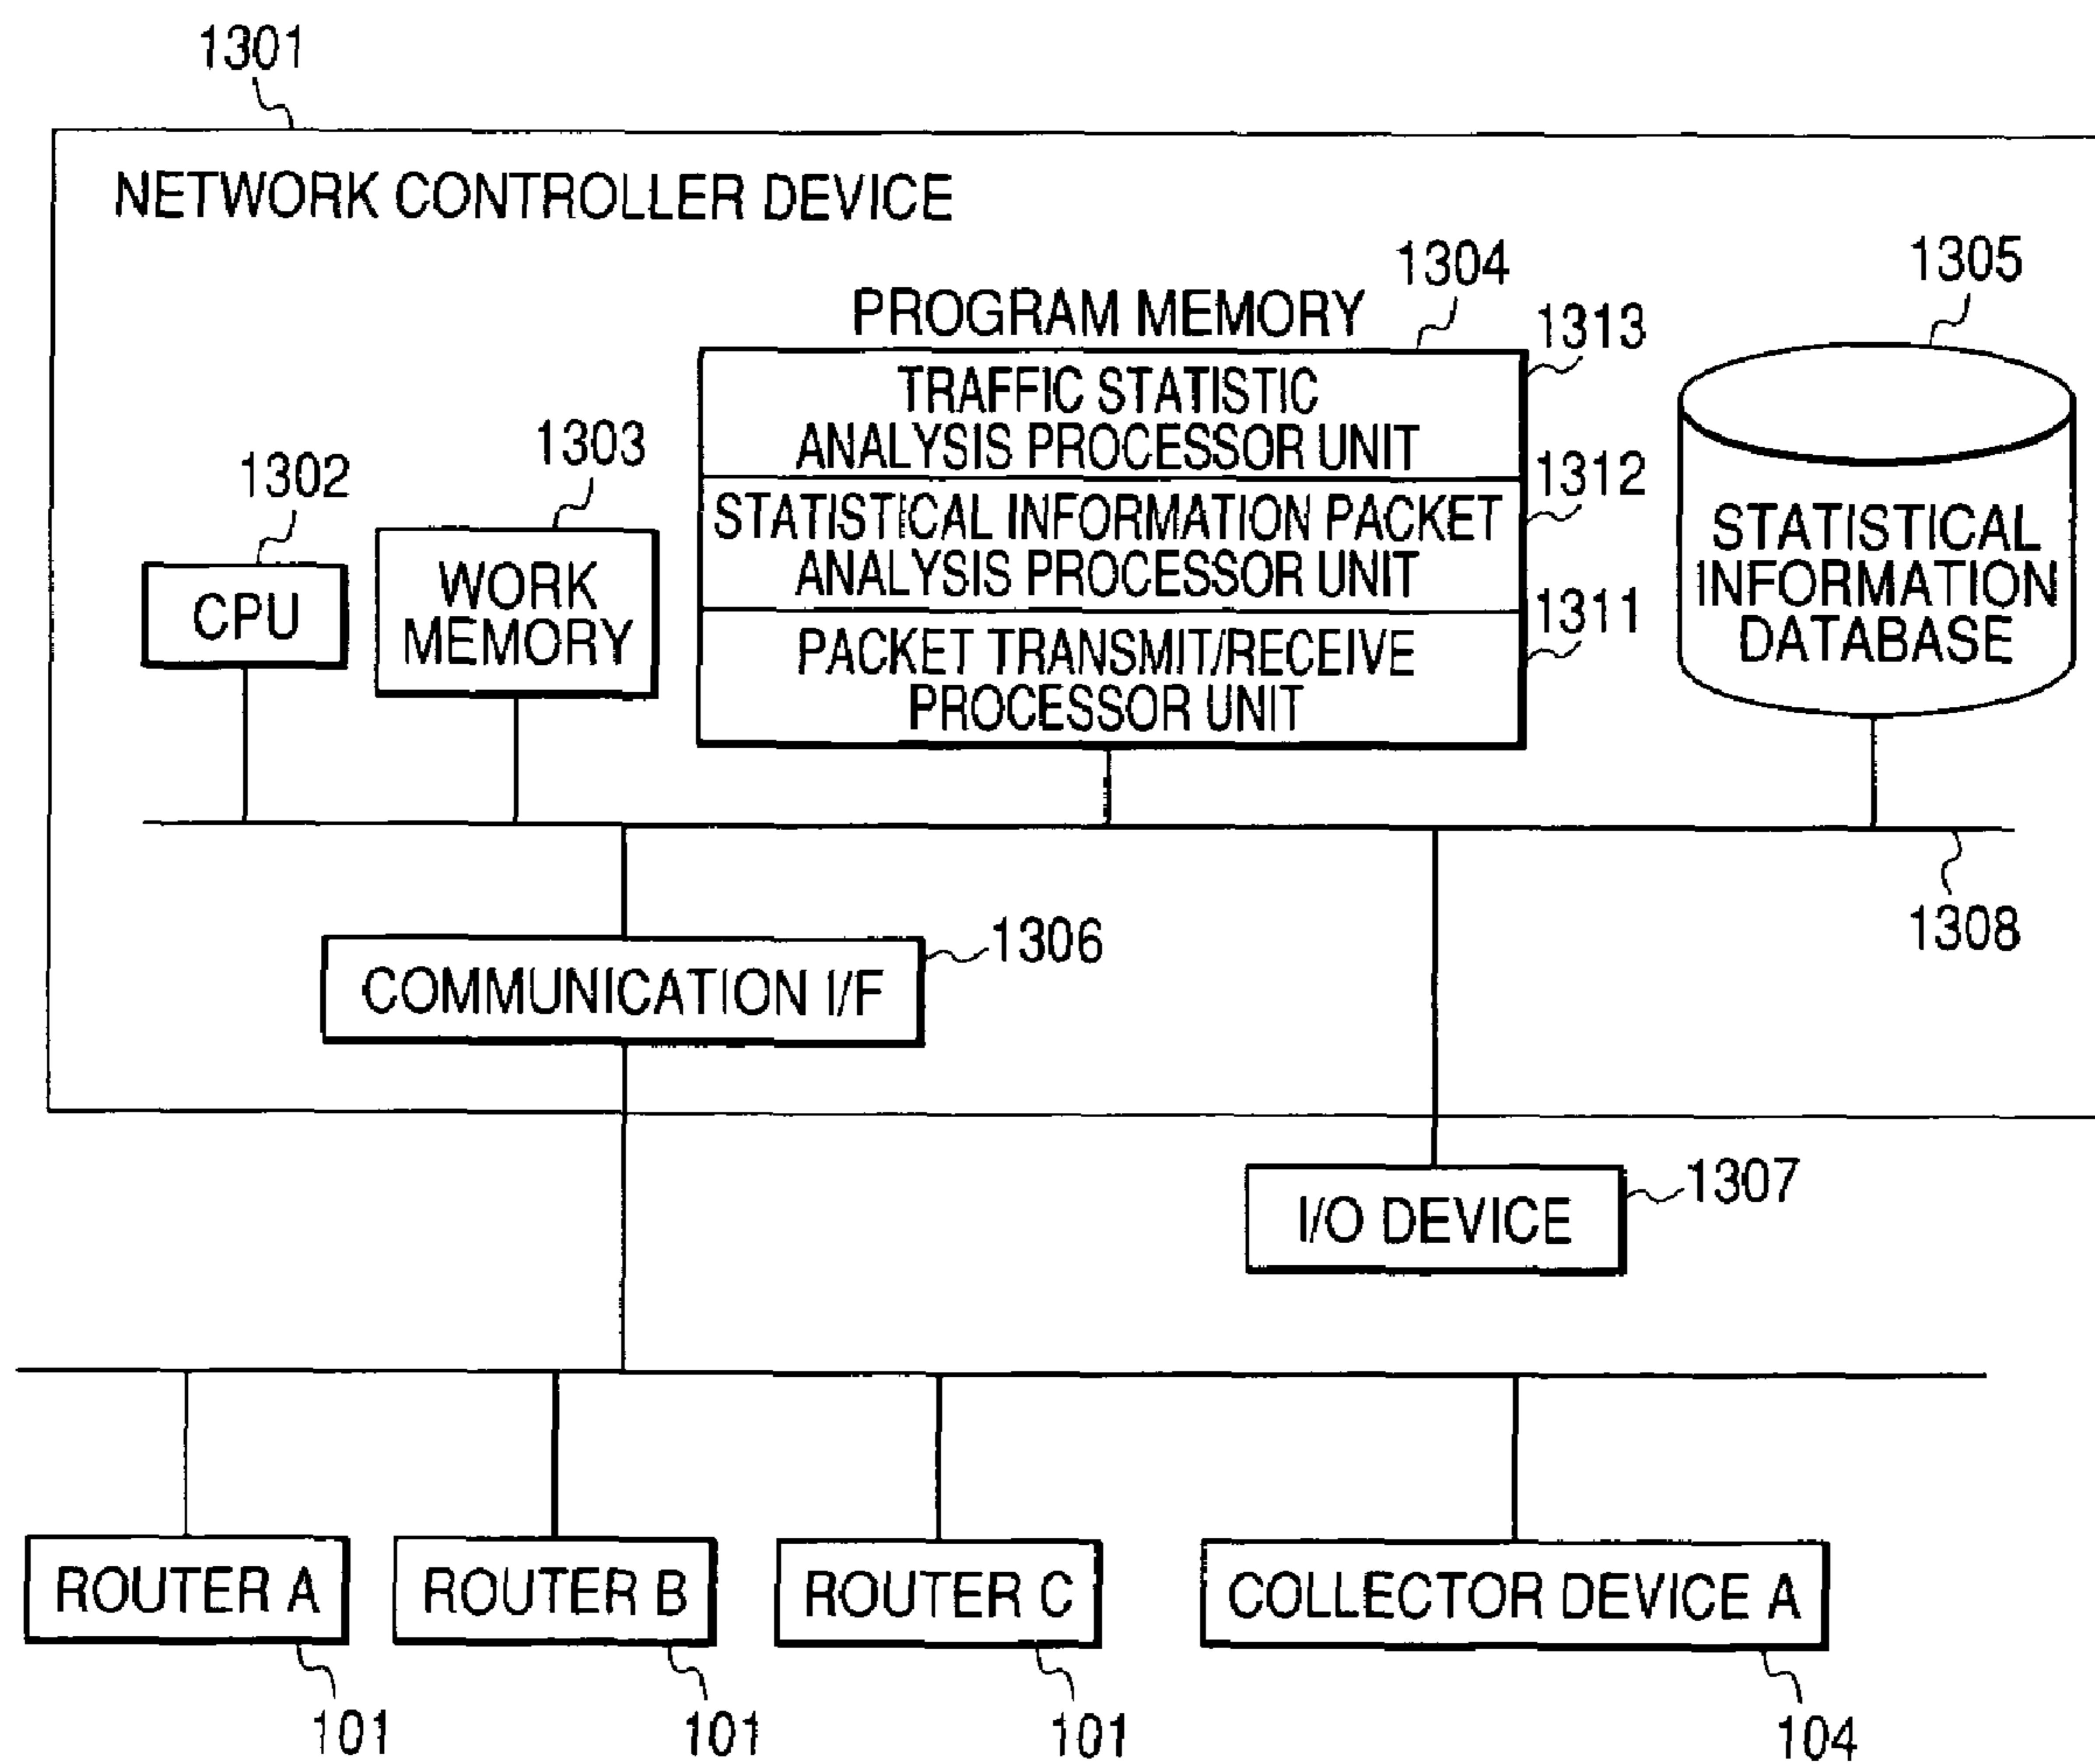 1301
NETWORK CONTROLLER DEVICE
1304
1305
PROGRAM MEMORY
1313
TRAFFIC STATISTIC
ANALYSIS PROCESSOR UNIT
1303
1302
1312
STATISTICAL INFORMATION PACKET
ANALYSIS PROCESSOR UNIT
STATISTICAL
INFORMATION
DATABASE
WORK
MEMORY
CPU
1311
PACKET TRANSMIT/RECEIVE
PROCESSOR UNIT
1308
1306
COMMUNICATION I/F
1307
I/O DEVICE
ROUTER A
ROUTER B
ROUTER C
COLLECTOR DEVICE A
101
101
101
104